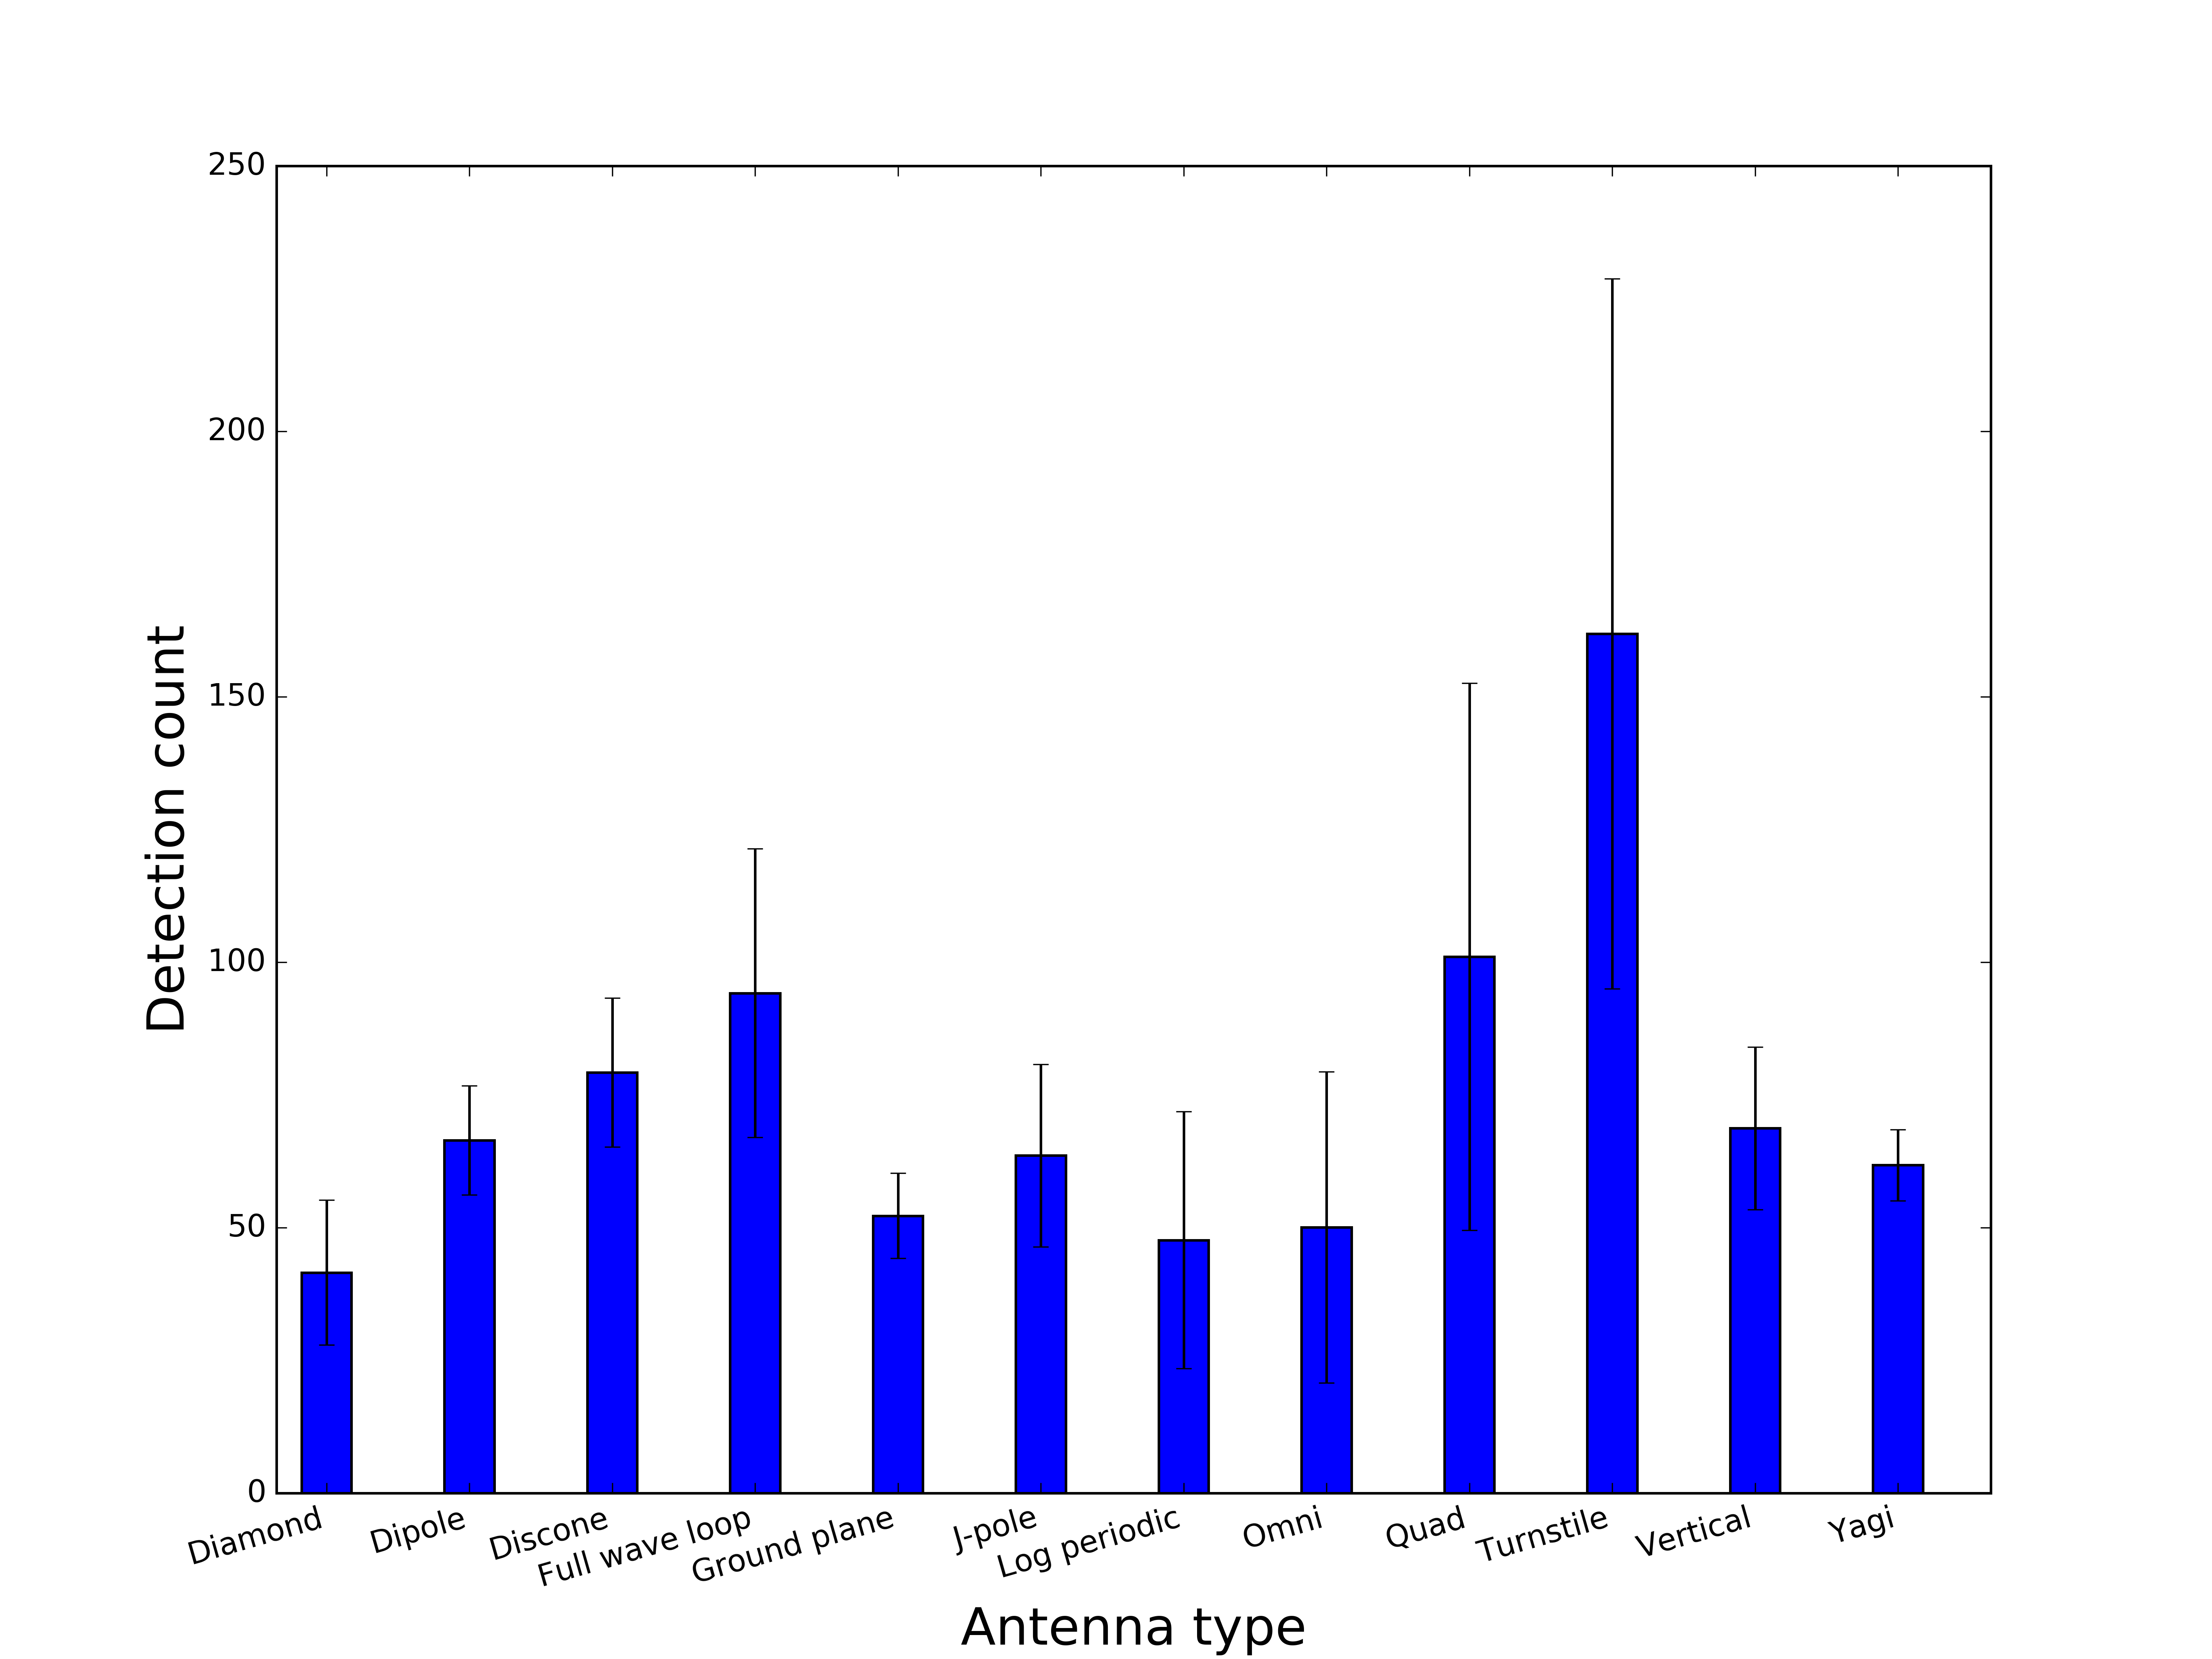 250
200
150
100
50
0
Detection count
Diamond
Dipole
Discone
Full wave loop
Ground plane
J-pole
Log periodic
Omni
Quad
Turnstile
Vertical
Yagi
Antenna type